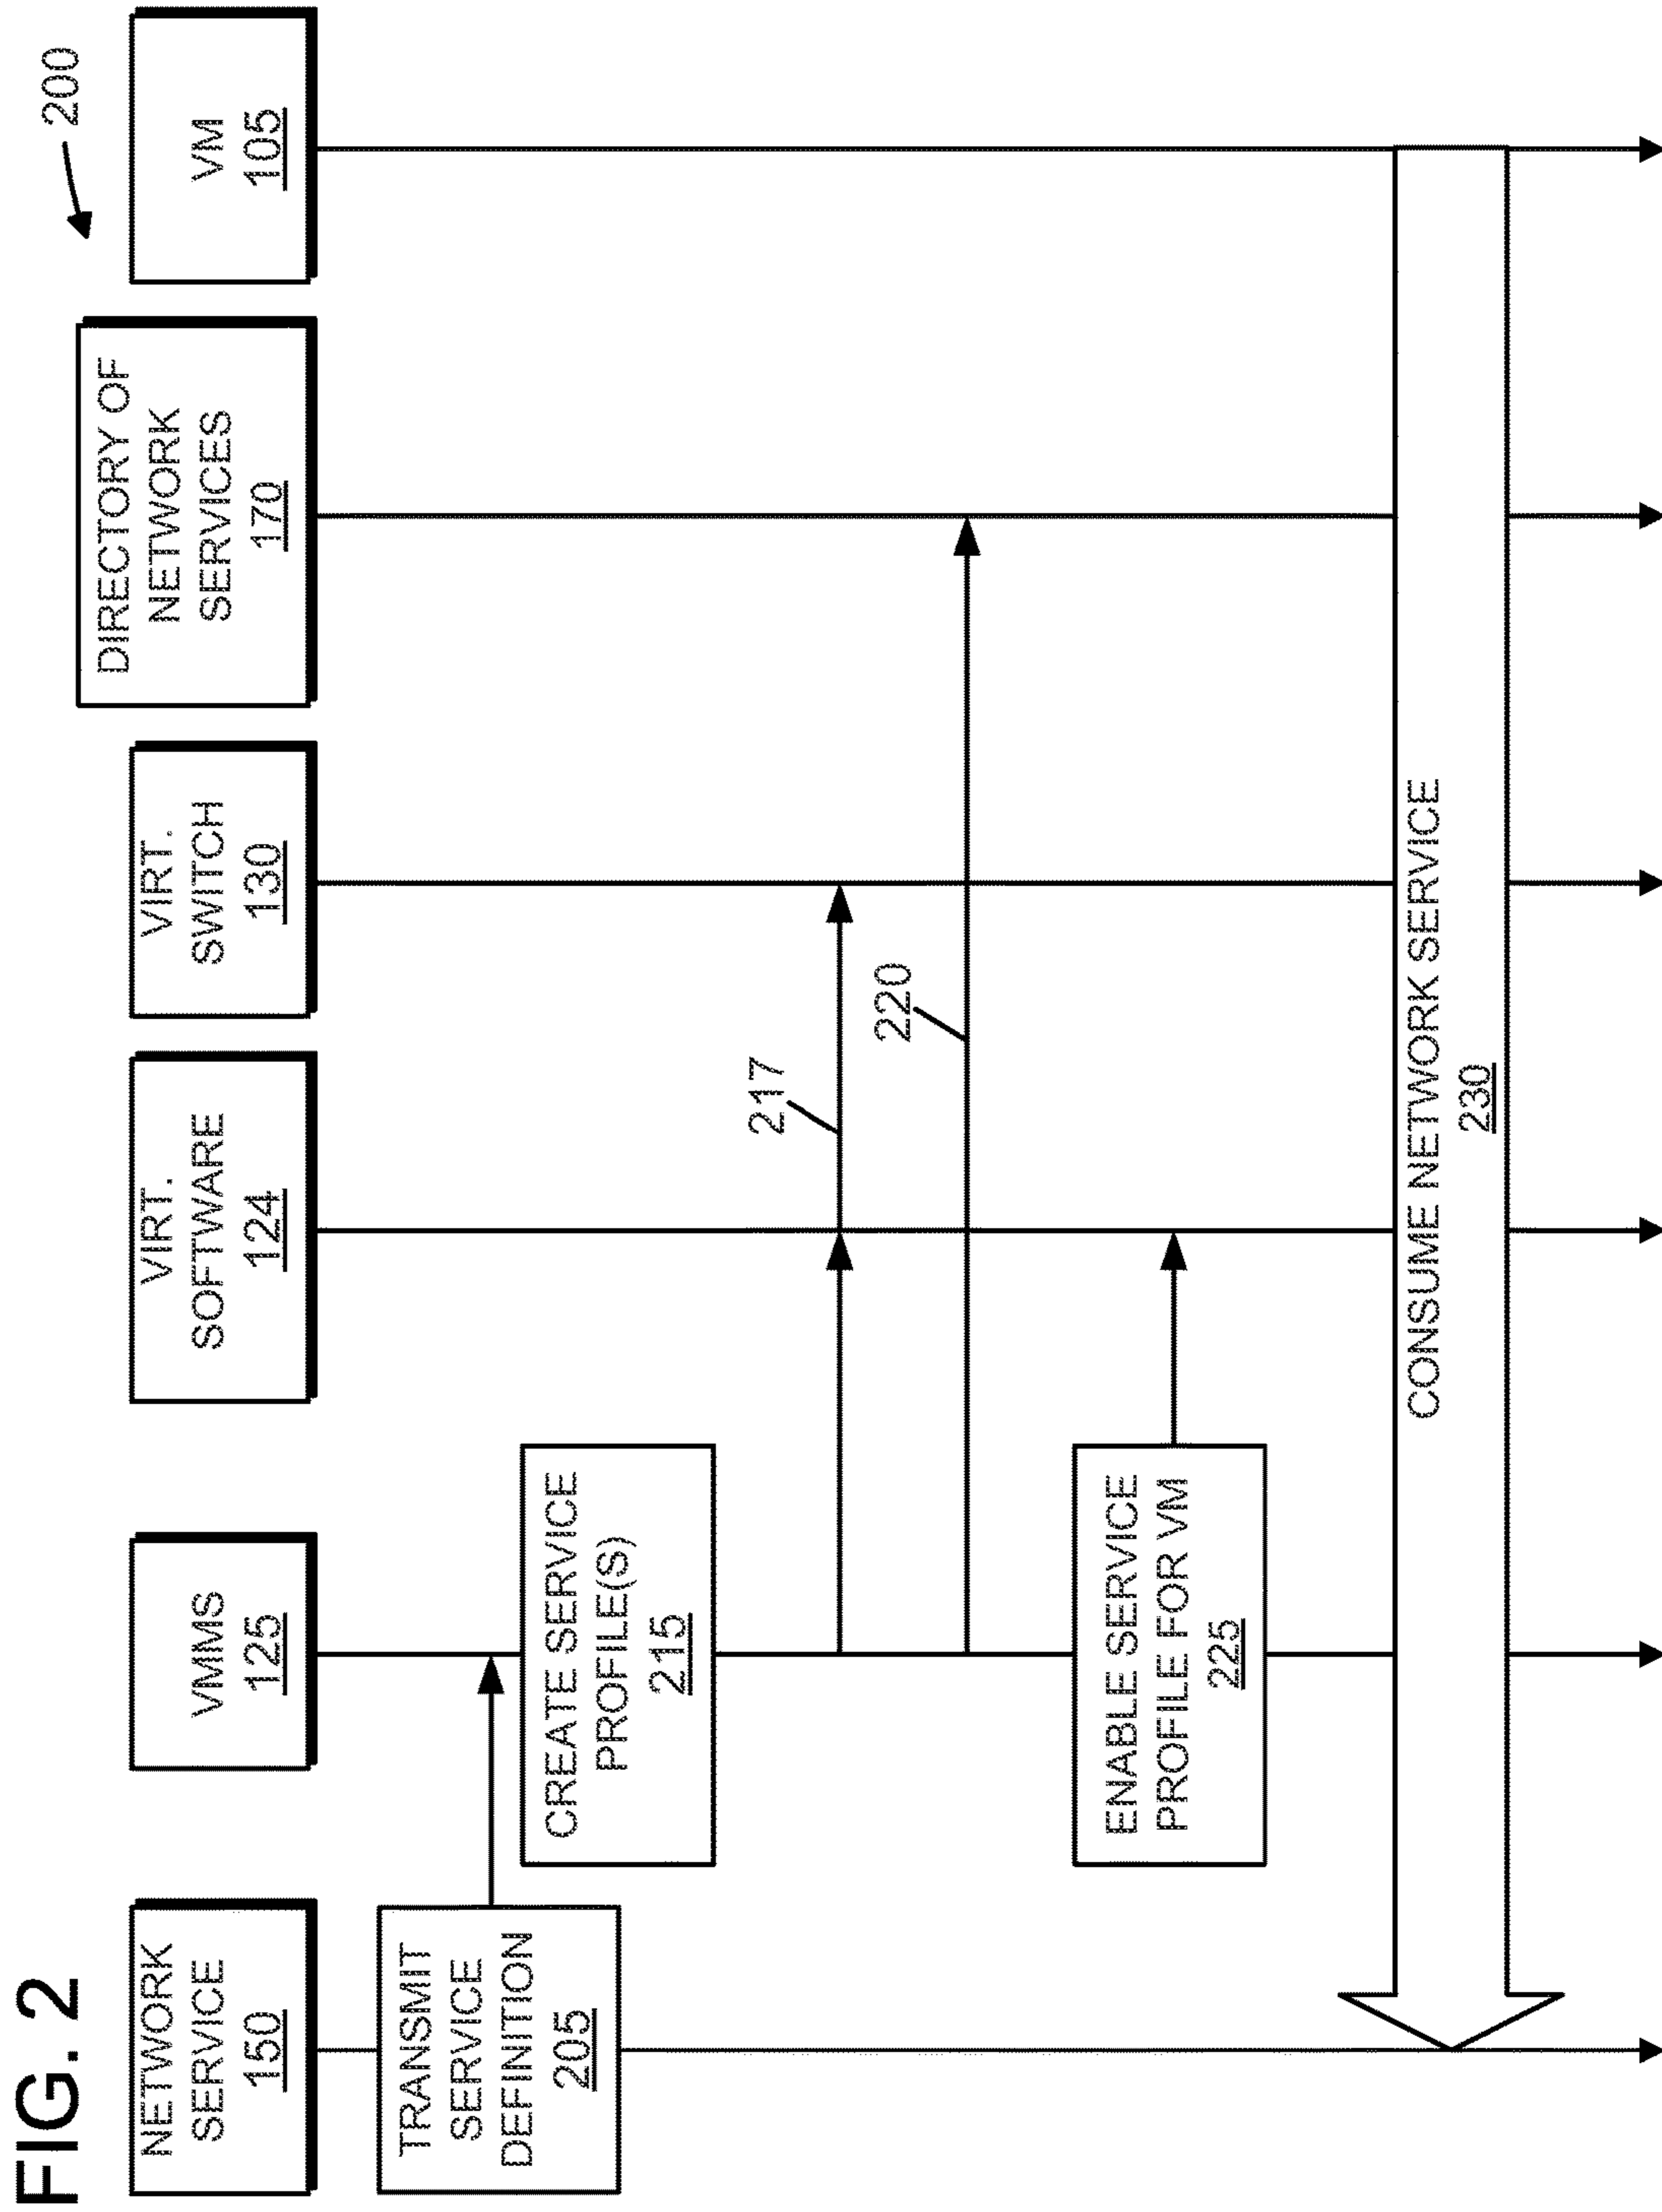 FIG. 2
200
NETWORK
SERVICE
150
VMMS
125
VIRT.
SOFTWARE
124
VIRT.
SWITCH
130
DIRECTORY OF
NETWORK
SERVICES
170
VM
105
TRANSMIT
SERVICE
DEFINITION
205
CREATE SERVICE
PROFILE(S)
215
217
220
ENABLE SERVICE
PROFILE FOR VM
225
CONSUME NETWORK SERVICE
230